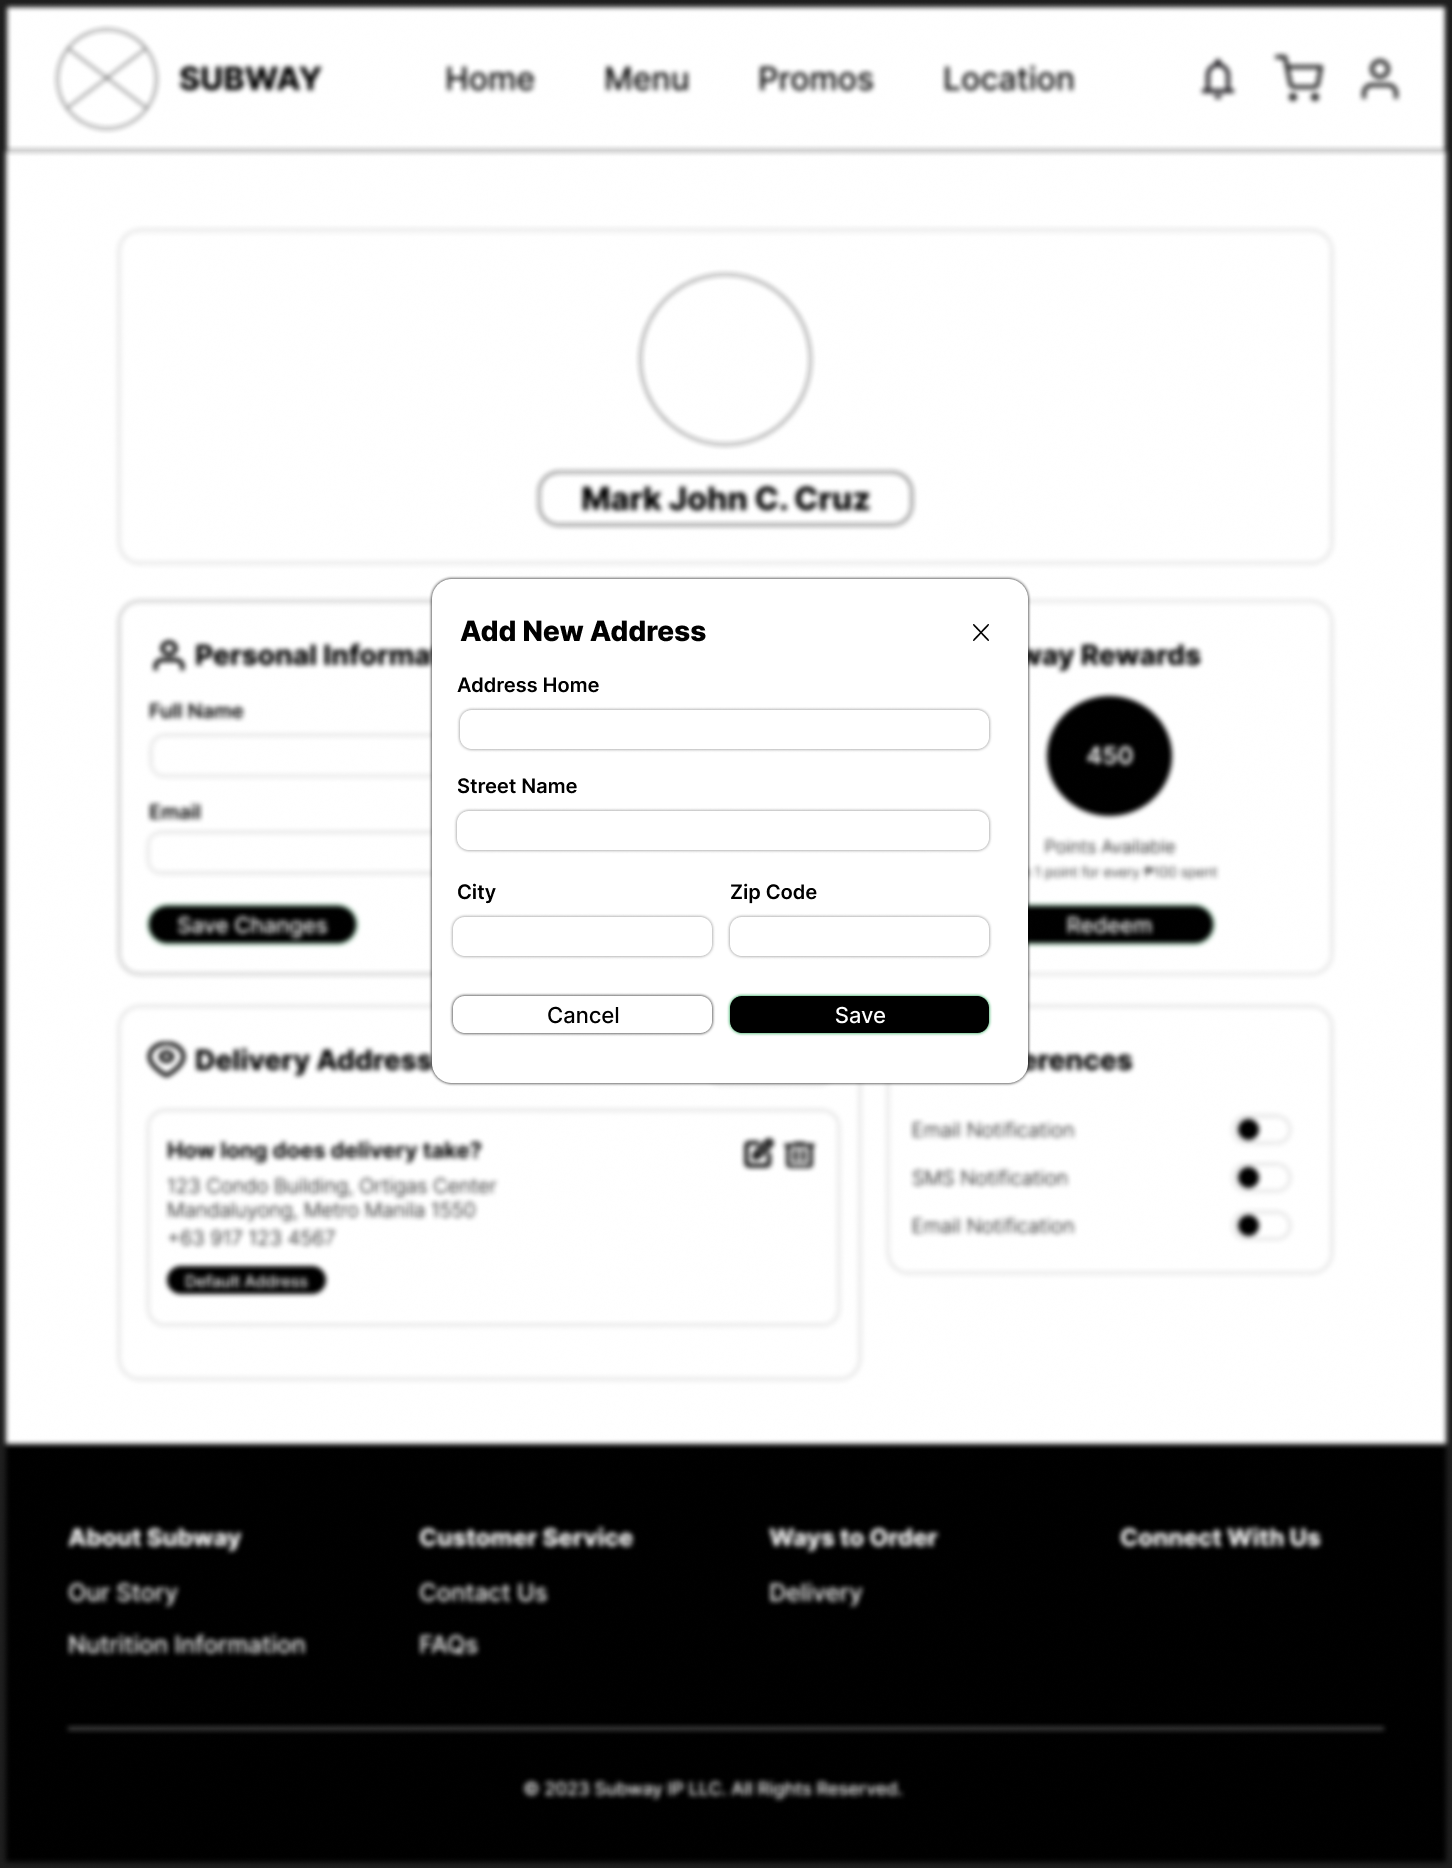 SUBWAY
Home
Menu
Promos
Location
Mark John C. Cruz
Add New Address
Address Home
Street Name
City
Zip Code
Cancel
Save
Personal Informa
Full Name
Email
Save Changes
way Rewards
450
Points Available
1 point for every ₱100 spent
Redeem
Delivery Address
How long does delivery take?
123 Condo Building, Ortigas Center
Mandaluyong, Metro Manila 1550
+63 917 123 4567
Default Address
erences
Email Notification
SMS Notification
Email Notification
About Subway
Our Story
Nutrition Information
Customer Service
Contact Us
FAQs
Ways to Order
Delivery
Connect With Us
© 2023 Subway IP LLC. All Rights Reserved.